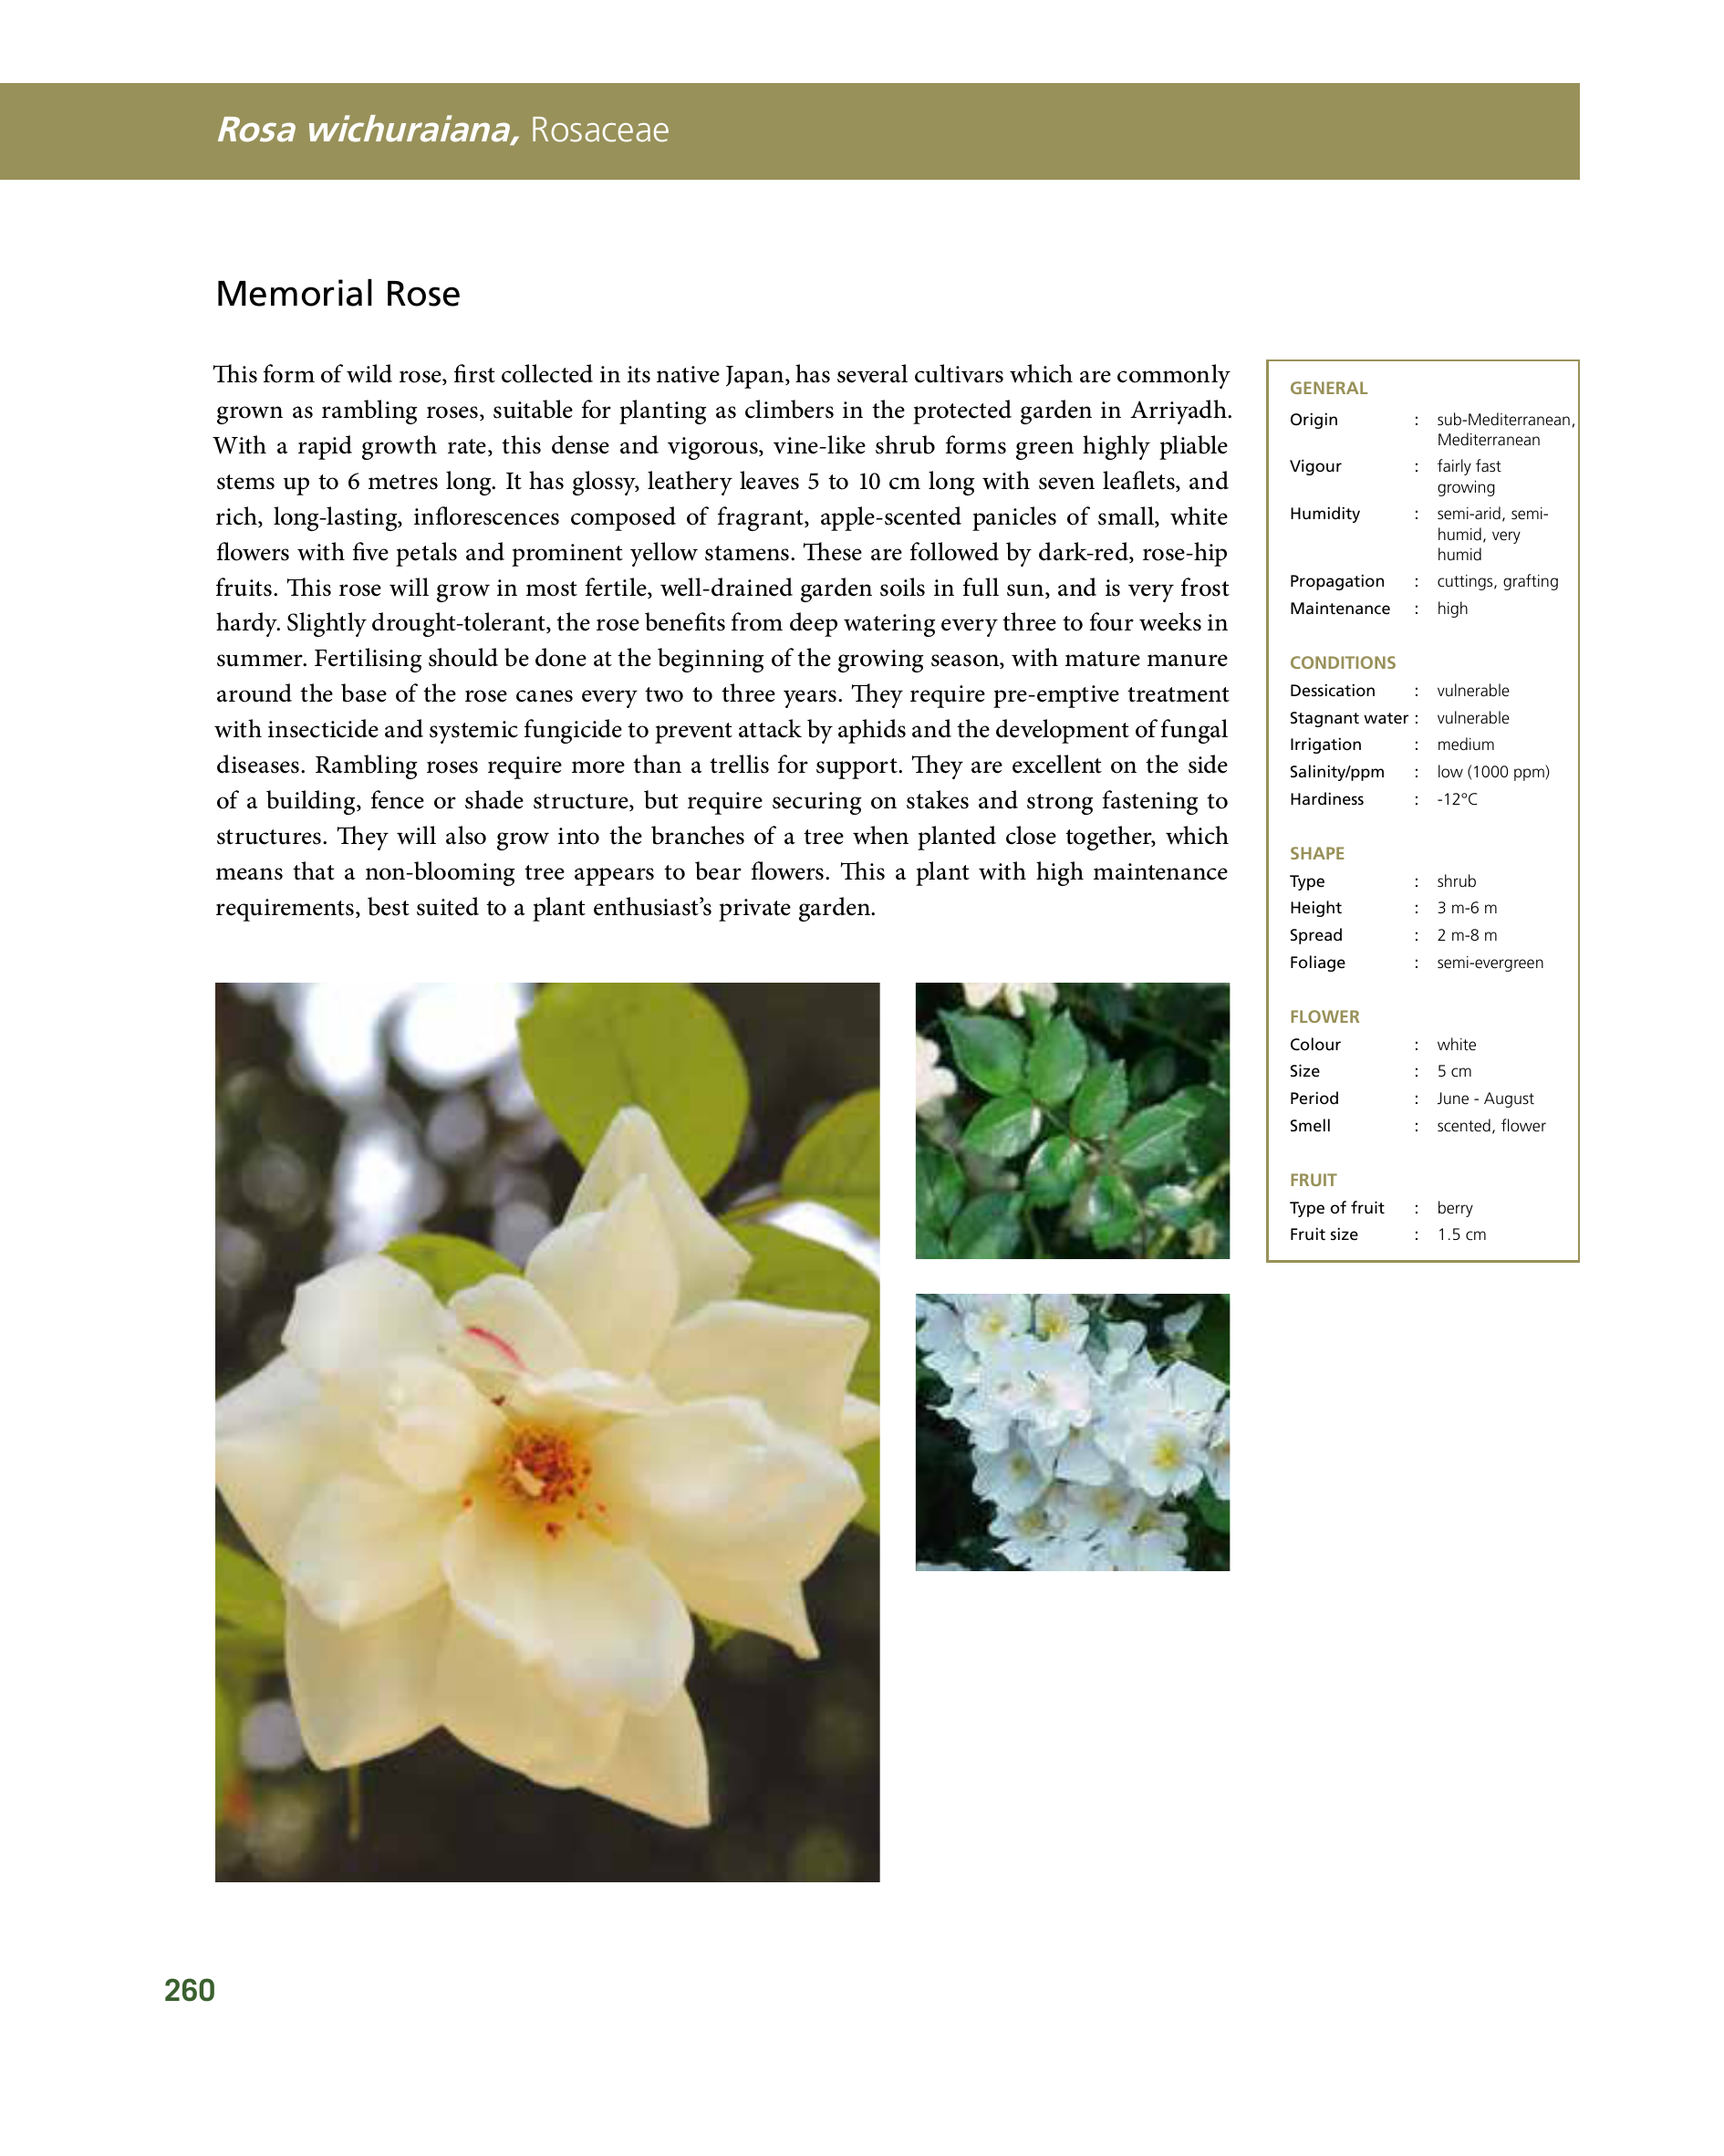 Rosa wichuraiana, Rosaceae
Memorial Rose
This form of wild rose, first collected in its native Japan, has several cultivars which are commonly
grown as rambling roses, suitable for planting as climbers in the protected garden in Arriyadh.
With a rapid growth rate, this dense and vigorous, vine-like shrub forms green highly pliable
stems up to 6 metres long. It has glossy, leathery leaves 5 to 10 cm long with seven leaflets, and
rich, long-lasting, inflorescences composed of fragrant, apple-scented panicles of small, white
flowers with five petals and prominent yellow stamens. These are followed by dark-red, rose-hip
fruits. This rose will grow in most fertile, well-drained garden soils in full sun, and is very frost
hardy. Slightly drought-tolerant, the rose benefits from deep watering every three to four weeks in
summer. Fertilising should be done at the beginning of the growing season, with mature manure
around the base of the rose canes every two to three years. They require pre-emptive treatment
with insecticide and systemic fungicide to prevent attack by aphids and the development of fungal
diseases. Rambling roses require more than a trellis for support. They are excellent on the side
of a building, fence or shade structure, but require securing on stakes and strong fastening to
structures. They will also grow into the branches of a tree when planted close together, which
means that a non-blooming tree appears to bear flowers. This a plant with high maintenance
requirements, best suited to a plant enthusiast's private garden.
GENERAL
Origin : sub-Mediterranean,
Mediterranean
Vigour : fairly fast
growing
Humidity : semi-arid, semi-
humid, very
humid
Propagation : cuttings, grafting
Maintenance : high
CONDITIONS
Dessication : vulnerable
Stagnant water : vulnerable
Irrigation : medium
Salinity/ppm : low (1000 ppm)
Hardiness : -12°C
SHAPE
Type : shrub
Height : 3 m-6 m
Spread : 2 m-8 m
Foliage : semi-evergreen
FLOWER
Colour : white
Size : 5 cm
Period : June - August
Smell : scented, flower
FRUIT
Type of fruit : berry
Fruit size : 1.5 cm
260